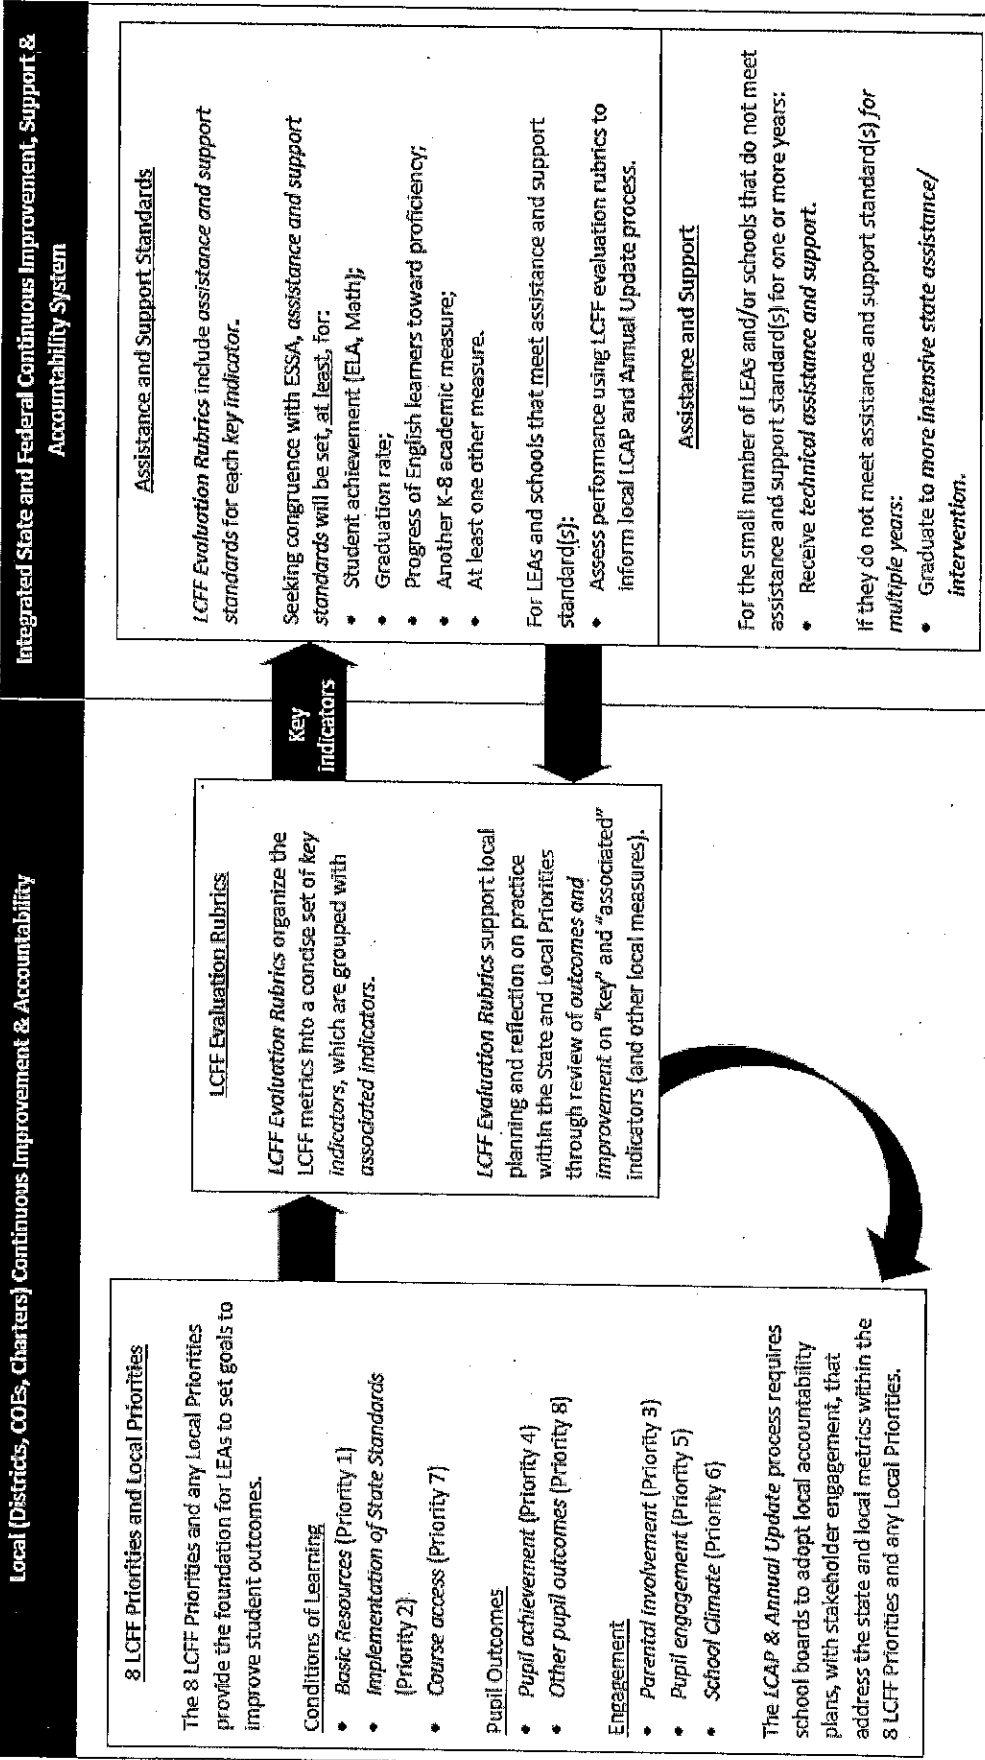 Local (Districts, COEs, Charters) Continuous Improvement & Accountability
8 LCFF Priorities and Local Priorities
The 8 LCFF Priorities and any Local Priorities
provide the foundation for LEAs to set goals to
improve student outcomes.
Conditions of Learning
• Basic Resources (Priority 1)
• Implementation of State Standards
(Priority 2)
• Course access (Priority 7)
Pupil Outcomes
• Pupil achievement (Priority 4)
• Other pupil outcomes (Priority 8)
Engagement
• Parental Involvement (Priority 3)
• Pupil engagement (Priority 5)
• School Climate (Priority 6)
The LCAP & Annual Update process requires
school boards to adopt local accountability
plans, with stakeholder engagement, that
address the state and local metrics within the
8 LCFF Priorities and any Local Priorities.
LCFF Evaluation Rubrics
LCFF Evaluation Rubrics organize the
LCFF metrics into a concise set of key
indicators, which are grouped with
associated indicators.
LCFF Evaluation Rubrics support local
planning and reflection on practice
within the State and Local Priorities
through review of outcomes and
improvement on "key" and "associated"
indicators (and other local measures).
Key
Indicators
Integrated State and Federal Continuous Improvement, Support &
Accountability System
Assistance and Support Standards
LCFF Evaluation Rubrics include assistance and support
standards for each key indicator.
Seeking congruence with ESSA, assistance and support
standards will be set, at least, for:
• Student achievement (ELA, Math);
• Graduation rate;
• Progress of English learners toward proficiency;
• Another K-8 academic measure;
• At least one other measure.
For LEAs and schools that meet assistance and support
standard(s):
• Assess performance using LCFF evaluation rubrics to
inform local LCAP and Annual Update process.
Assistance and Support
For the small number of LEAs and/or schools that do not meet
assistance and support standard(s) for one or more years:
• Receive technical assistance and support.
If they do not meet assistance and support standard(s) for
multiple years:
• Graduate to more intensive state assistance/
intervention.